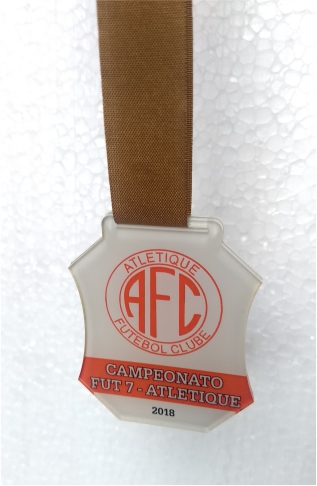 ATLETIQUE
AFC
FUTEBOL CLUBE
CAMPEONATO
FUT 7 - ATLETIQUE
2018